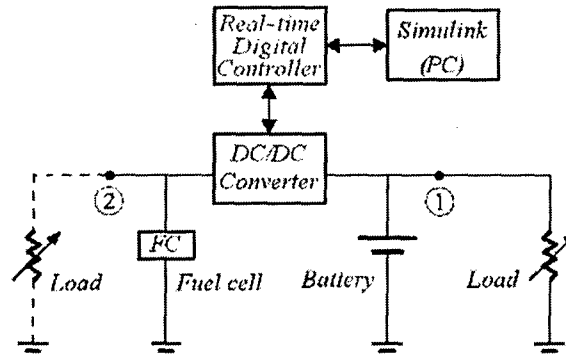 Real-time
Digital
Controller
Simulink
(PC)
DC/DC
Converter
②
①
FC
Load
Fuel cell
Battery
Load